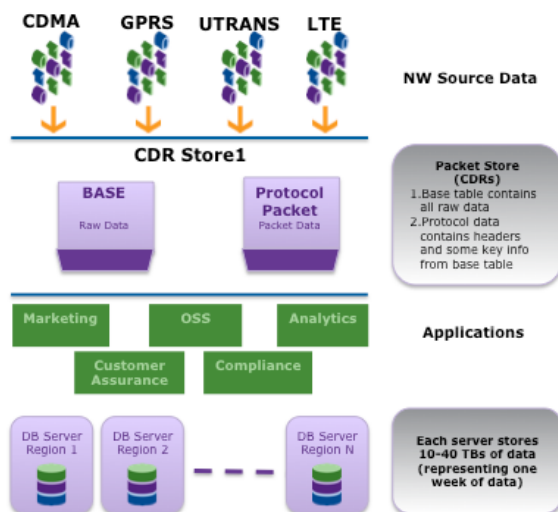 CDMA GPRS UTRANS LTE
NW Source Data
CDR Store1
BASE
Raw Data
Protocol
Packet
Packet Data
Packet Store
(CDRs)
1.Base table contains
all raw data
2.Protocol data
contains headers
and some key info
from base table
Marketing
OSS
Analytics
Customer
Assurance
Compliance
Applications
DB Server
Region 1
DB Server
Region 2
DB Server
Region N
Each server stores
10-40 TBs of data
(representing one
week of data)